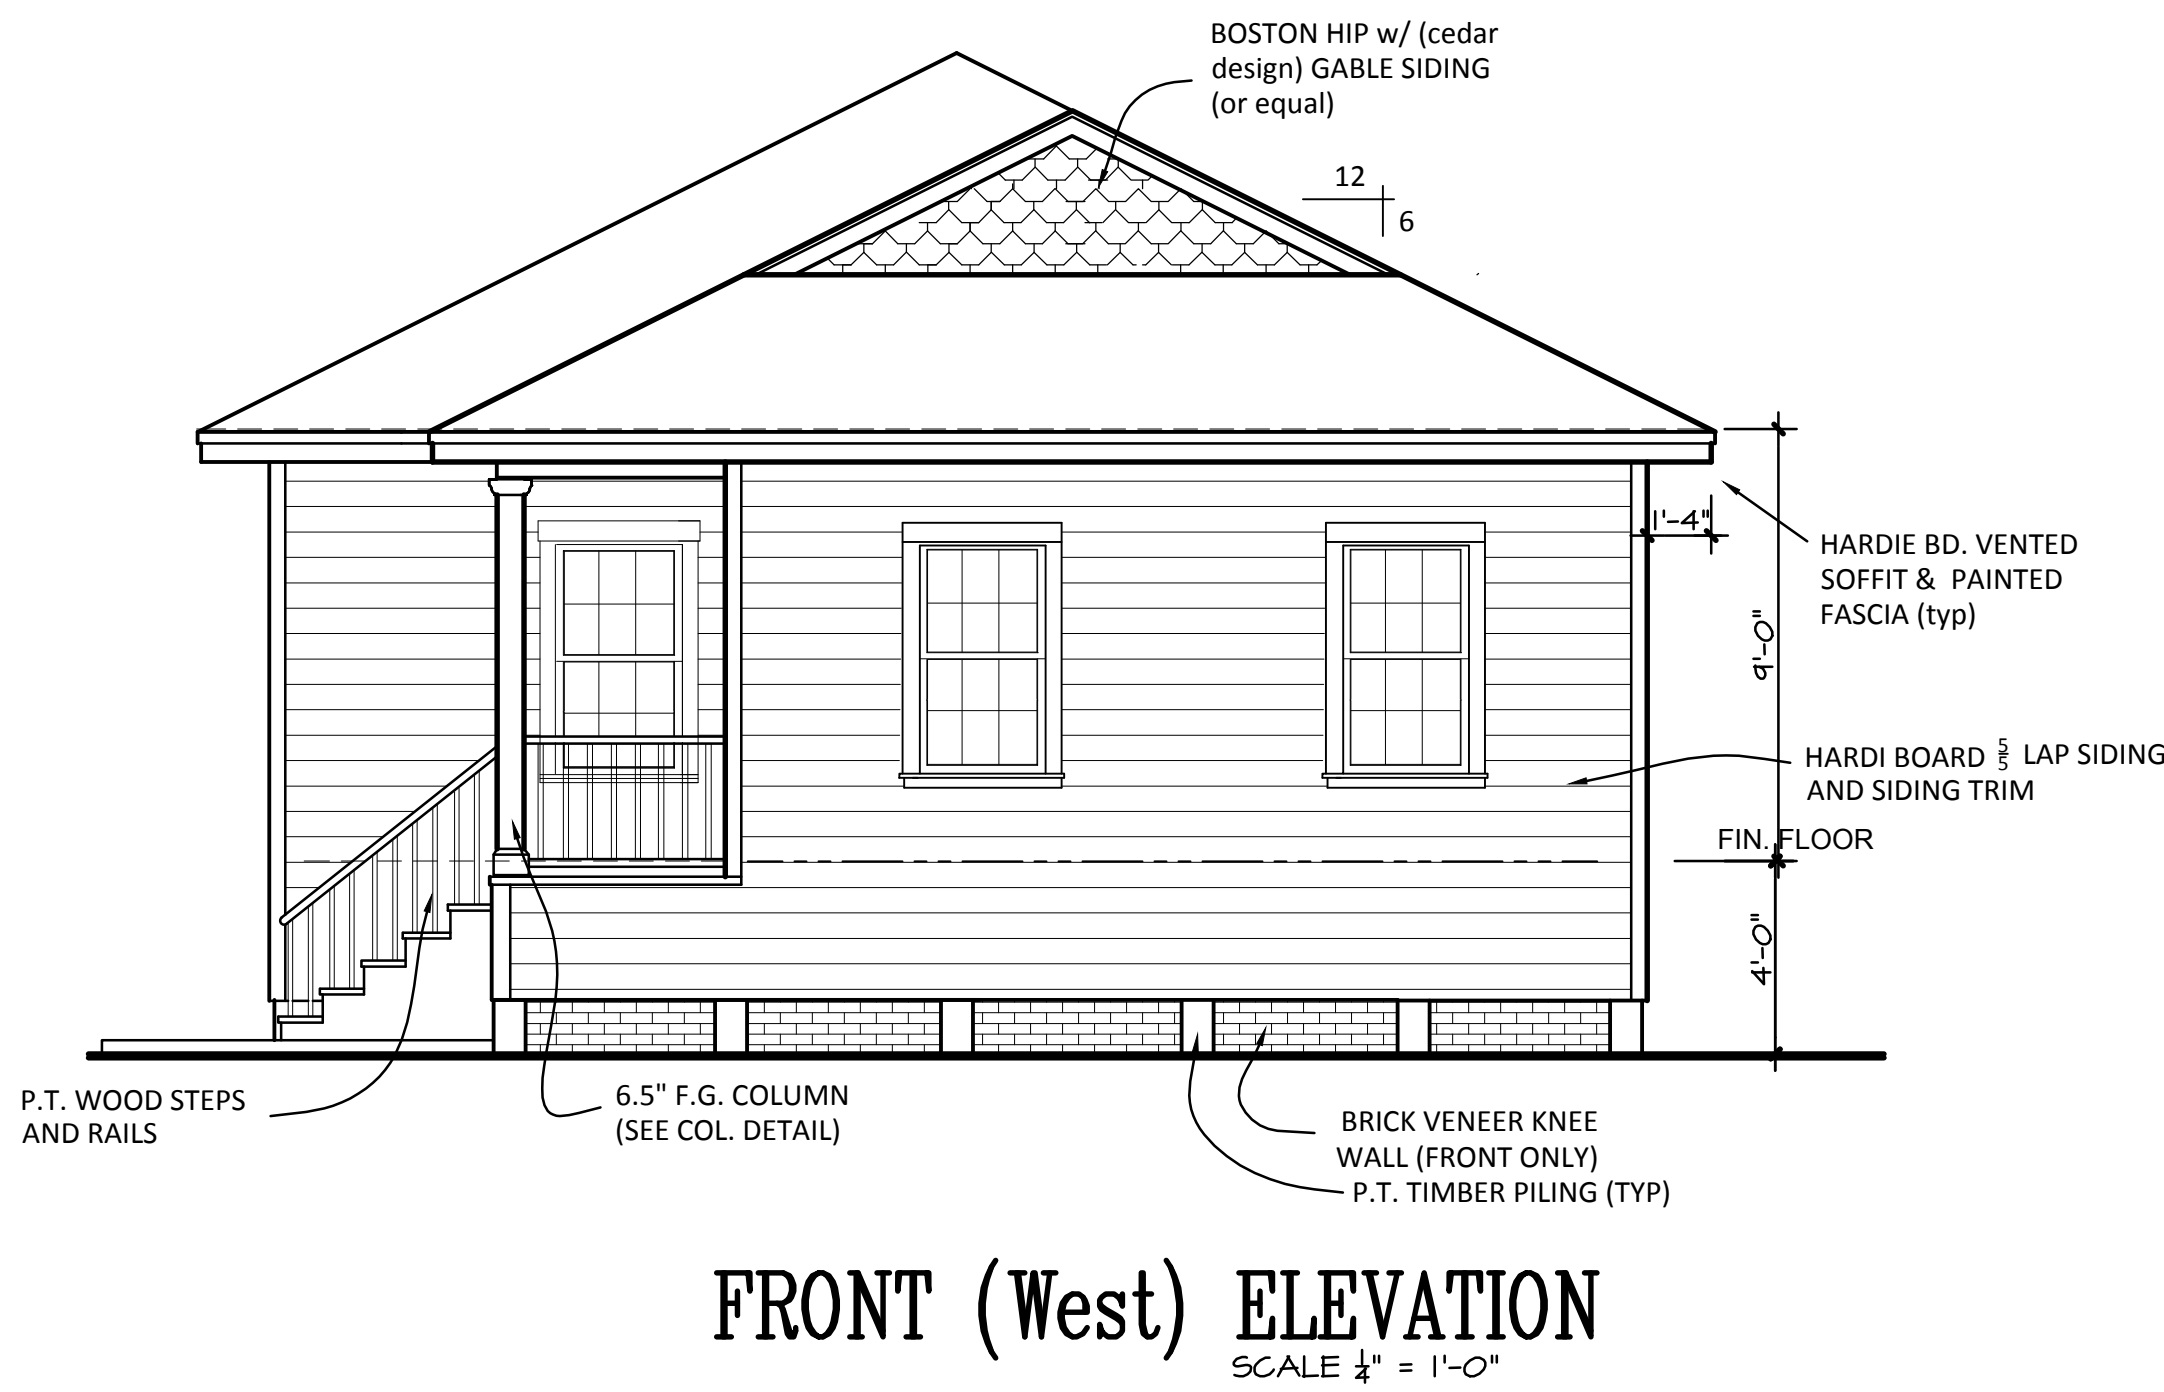 BOSTON HIP w/ (cedar
design) GABLE SIDING
(or equal)
12
6
1'-4"
HARDIE BD. VENTED
SOFFIT & PAINTED
FASCIA (typ)
9'-0"
HARDI BOARD 5/5 LAP SIDING
AND SIDING TRIM
FIN. FLOOR
4'-0"
P.T. WOOD STEPS
AND RAILS
6.5" F.G. COLUMN
(SEE COL. DETAIL)
BRICK VENEER KNEE
WALL (FRONT ONLY)
P.T. TIMBER PILING (TYP)
FRONT (West) ELEVATION
SCALE 1/4" = 1'-0"